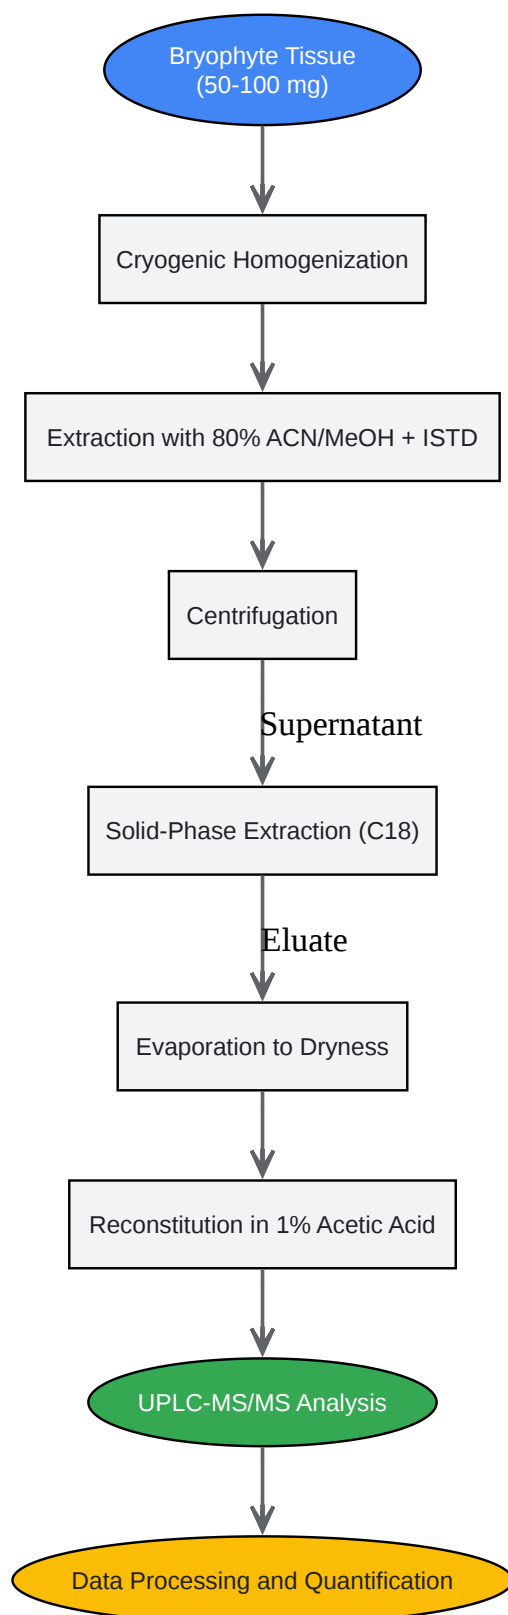 Bryophyte Tissue
(50-100 mg)
Cryogenic Homogenization
Extraction with 80% ACN/MeOH + ISTD
Centrifugation
Supernatant
Solid-Phase Extraction (C18)
Eluate
Evaporation to Dryness
Reconstitution in 1% Acetic Acid
UPLC-MS/MS Analysis
Data Processing and Quantification